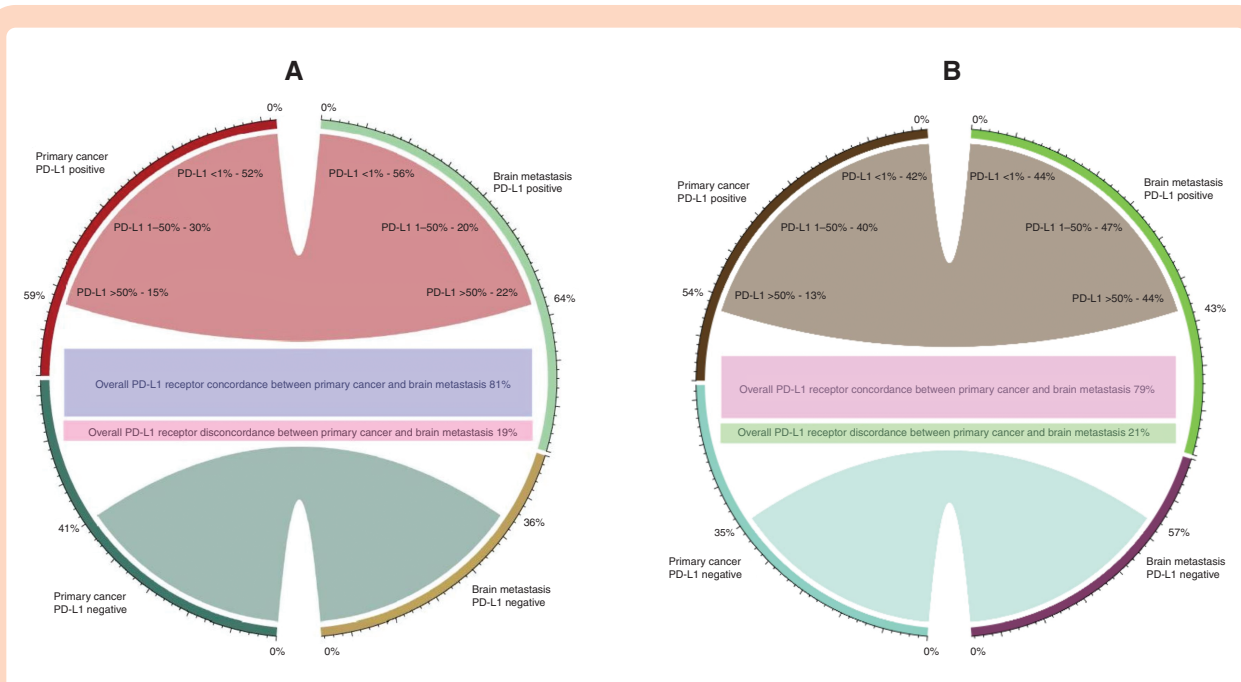 A
0%
0%
Primary cancer
PD-L1 positive
PD-L1 <1% - 52%
PD-L1 <1% - 56%
Brain metastasis
PD-L1 positive
PD-L1 1–50% - 30%
PD-L1 1–50% - 20%
59%
PD-L1 >50% - 15%
PD-L1 >50% - 22%
64%
Overall PD-L1 receptor concordance between primary cancer and brain metastasis 81%
Overall PD-L1 receptor disconcordance between primary cancer and brain metastasis 19%
41%
36%
Primary cancer
PD-L1 negative
Brain metastasis
PD-L1 negative
0%
0%
B
0%
0%
Primary cancer
PD-L1 positive
PD-L1 <1% - 42%
PD-L1 <1% - 44%
Brain metastasis
PD-L1 positive
PD-L1 1–50% - 40%
PD-L1 1–50% - 47%
54%
PD-L1 >50% - 13%
PD-L1 >50% - 44%
43%
Overall PD-L1 receptor concordance between primary cancer and brain metastasis 79%
Overall PD-L1 receptor discordance between primary cancer and brain metastasis 21%
35%
57%
Primary cancer
PD-L1 negative
Brain metastasis
PD-L1 negative
0%
0%